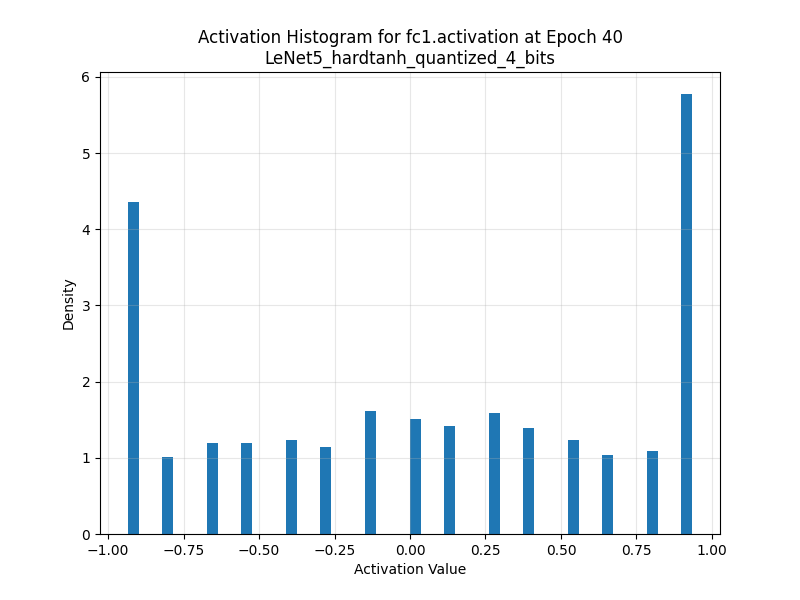 Activation Histogram for fc1.activation at Epoch 40
LeNet5_hardtanh_quantized_4_bits
6
5
4
3
2
1
0
Density
−1.00 −0.75 −0.50 −0.25 0.00 0.25 0.50 0.75 1.00
Activation Value